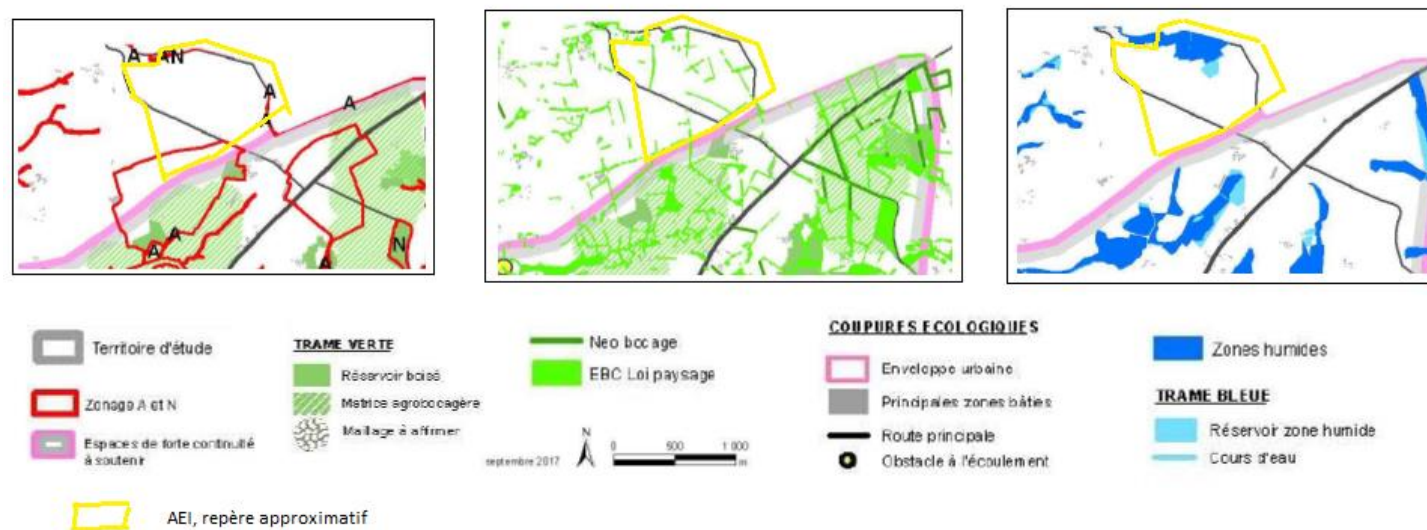 A
AN
A
A
A
A
A
A
N
Territoire d'étude
Zonage A et N
Espaces de forte continuité
à soutenir
TRAME VERTE
Réservoir boisé
Matrice agrobocagère
Maillage à affirmer
Neo bocage
EBC Loi paysage
septembre 2017
N
0 500 1 000
m
COUPURES ECOLOGIQUES
Enveloppe urbaine
Principales zones bâties
Route principale
Obstacle à l'écoulement
Zones humides
TRAME BLEUE
Réservoir zone humide
Cours d'eau
AEI, repère approximatif